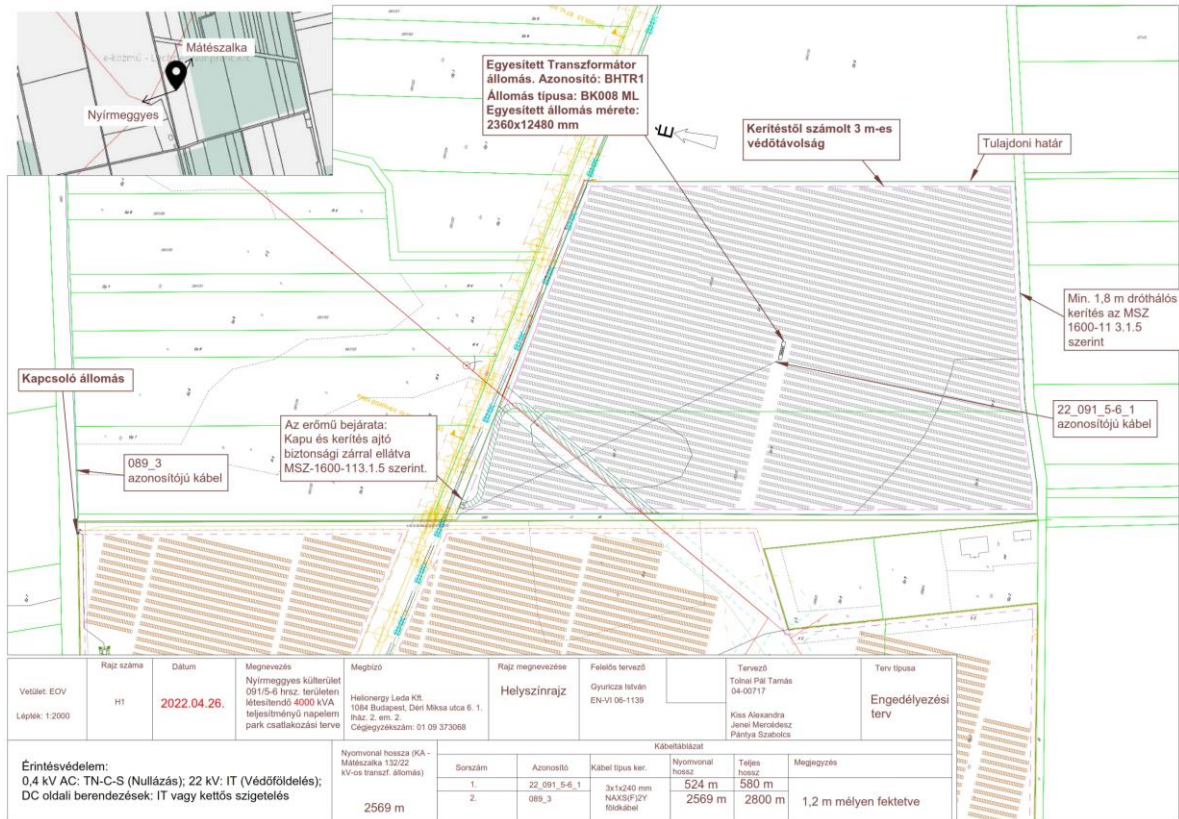 Mátészalka
Nyírmeggyes
Egyesített Transzformátor
állomás. Azonosító: BHTR1
Állomás típusa: BK008 ML
Egyesített állomás mérete:
2360x12480 mm
É
Kerítéstől számolt 3 m-es
védőtávolság
Tulajdoni határ
Min. 1,8 m dróthálós
kerítés az MSZ
1600-11 3.1.5
szerint
Kapcsoló állomás
089_3
azonosítójú kábel
Az erőmű bejárata:
Kapu és kerítés ajtó
biztonsági zárral ellátva
MSZ-1600-113.1.5 szerint.
22_091_5-6_1
azonosítójú kábel
Vetület: EOV
Lépték: 1:2000
Rajz száma
H1
Dátum
2022.04.26.
Megnevezés
Nyírmeggyes külterület
091/5-6 hrsz. területen
létesítendő 4000 kVA
teljesítményű napelem
park csatlakozási terve
Megbízó
Helionergy Leda Kft.
1084 Budapest, Déri Miksa utca 6. 1.
lház. 2. em. 2.
Cégjegyzékszám: 01 09 373068
Rajz megnevezése
Helyszínrajz
Felelős tervező
Gyuricza István
EN-VI 06-1139
Tervező
Tolnai Pál Tamás
04-00717
Kiss Alexandra
Jenei Mercédesz
Pántya Szabolcs
Terv típusa
Engedélyezési
terv
Érintésvédelem:
0,4 kV AC: TN-C-S (Nullázás); 22 kV: IT (Védőföldelés);
DC oldali berendezések: IT vagy kettős szigetelés
Nyomvonal hossza (KA -
Mátészalka 132/22
kV-os transzf. állomás)
2569 m
Kábeltáblázat
Sorszám
Azonosító
Kábel típus ker.
Nyomvonal
hossz
Teljes
hossz
Megjegyzés
1.
22_091_5-6_1
3x1x240 mm
NAXS(F)2Y
földkábel
524 m
580 m
2.
089_3
2569 m
2800 m
1,2 m mélyen fektetve